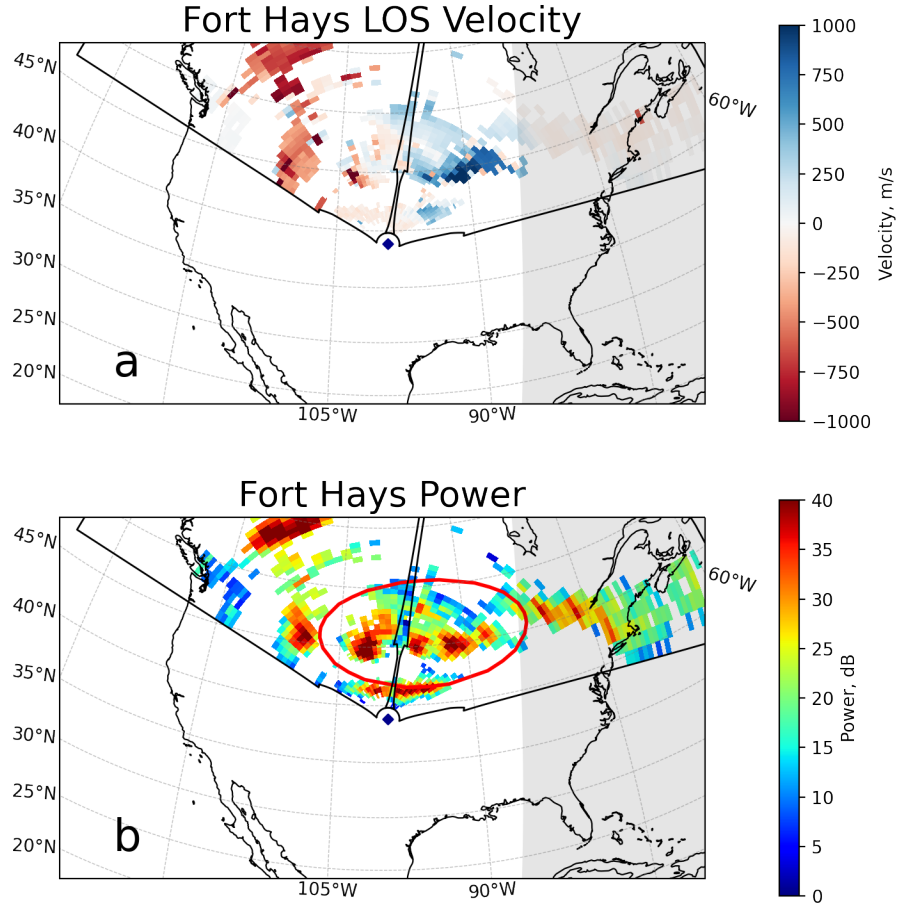 Fort Hays LOS Velocity
45°N
40°N
35°N
30°N
25°N
20°N
60°W
105°W
90°W
a
1000
750
500
250
0
−250
−500
−750
−1000
Velocity, m/s
Fort Hays Power
45°N
40°N
35°N
30°N
25°N
20°N
60°W
105°W
90°W
b
40
35
30
25
20
15
10
5
0
Power, dB